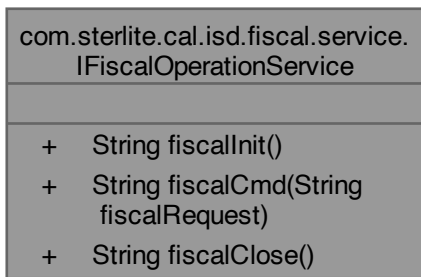 com.sterlite.cal.isd.fiscal.service.
IFiscalOperationService
+ String fiscalInit()
+ String fiscalCmd(String
fiscalRequest)
+ String fiscalClose()